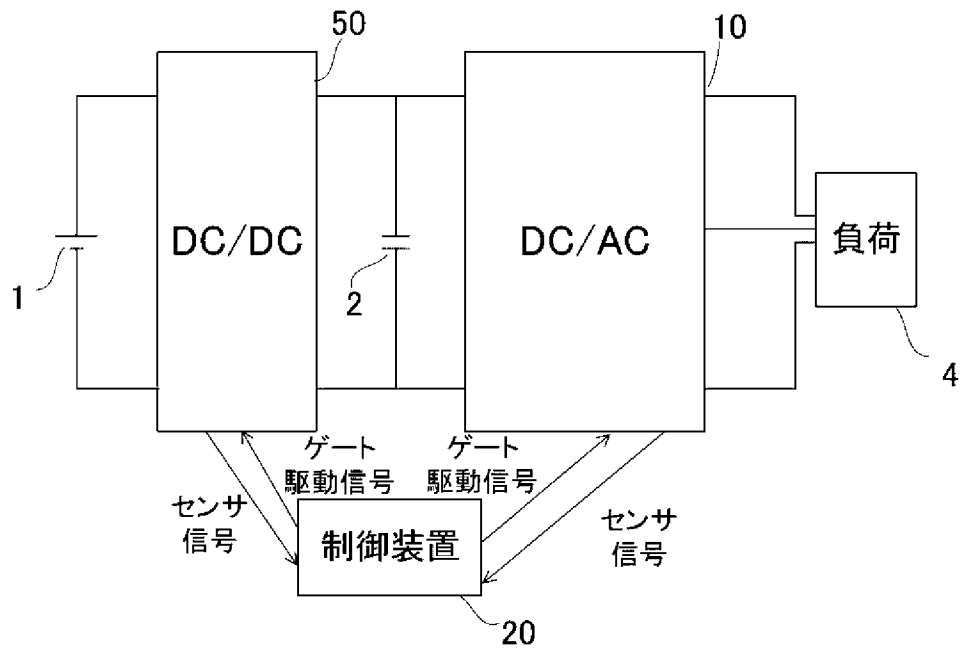 50
10
DC/DC
DC/AC
負荷
1
2
4
ゲート
駆動信号
ゲート
駆動信号
センサ
信号
制御装置
センサ
信号
20